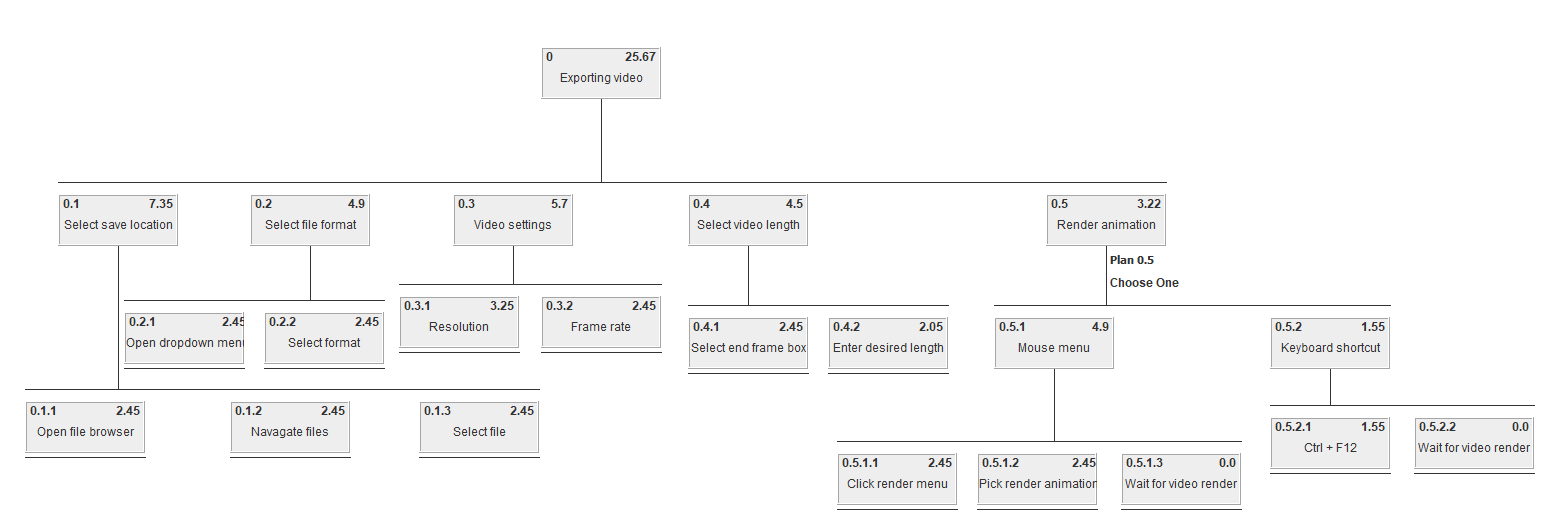 0 25.67
Exporting video
0.1 7.35
Select save location
0.2 4.9
Select file format
0.3 5.7
Video settings
0.4 4.5
Select video length
0.5 3.22
Render animation
Plan 0.5
Choose One
0.2.1 2.45
Open dropdown menu
0.2.2 2.45
Select format
0.3.1 3.25
Resolution
0.3.2 2.45
Frame rate
0.4.1 2.45
Select end frame box
0.4.2 2.05
Enter desired length
0.5.1 4.9
Mouse menu
0.5.2 1.55
Keyboard shortcut
0.1.1 2.45
Open file browser
0.1.2 2.45
Navagate files
0.1.3 2.45
Select file
0.5.1.1 2.45
Click render menu
0.5.1.2 2.45
Pick render animation
0.5.1.3 0.0
Wait for video render
0.5.2.1 1.55
Ctrl + F12
0.5.2.2 0.0
Wait for video render